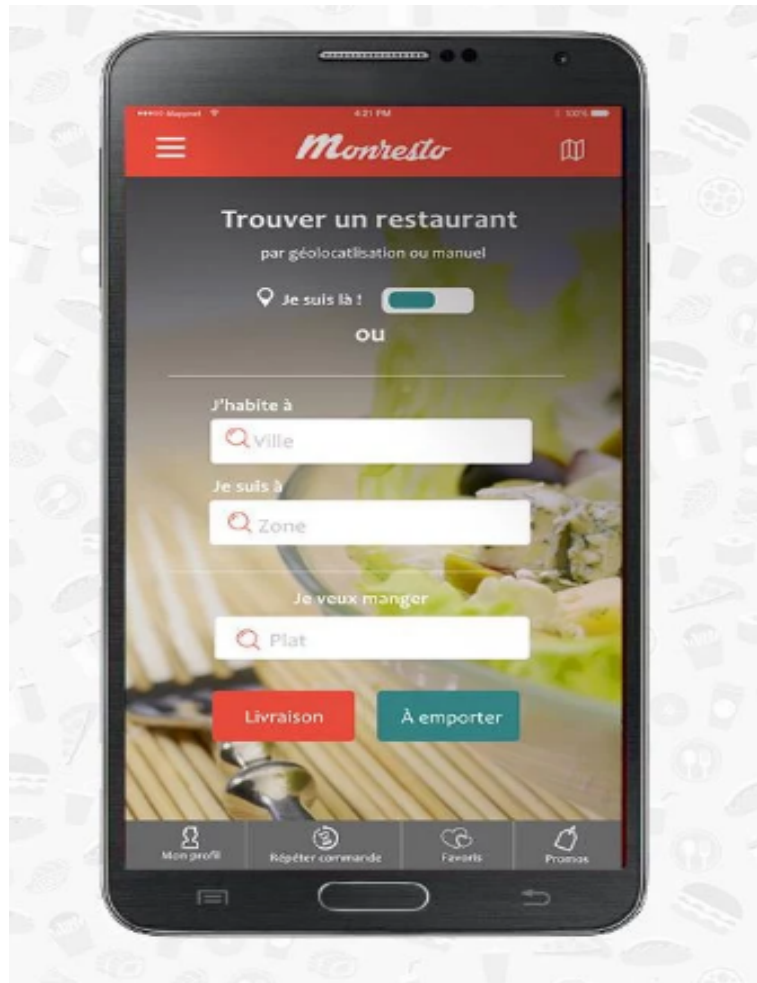 4:21 PM
100%
Monresto
Trouver un restaurant
par géolocatlisation ou manuel
Je suis là !
ou
J'habite à
Ville
Je suis à
Zone
Je veux manger
Plat
Livraison
À emporter
Mon profil
Répéter commande
Favoris
Promos